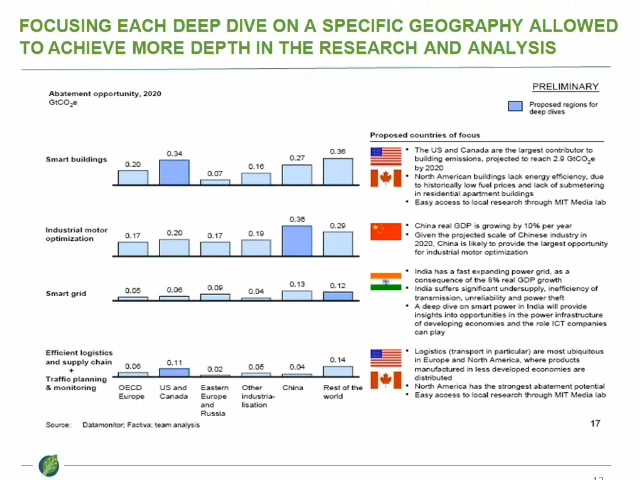 FOCUSING EACH DEEP DIVE ON A SPECIFIC GEOGRAPHY ALLOWED
TO ACHIEVE MORE DEPTH IN THE RESEARCH AND ANALYSIS
PRELIMINARY
Abatement opportunity, 2020
GtCO2e
Proposed regions for
deep dives
Proposed countries of focus
Smart buildings
0.20
0.34
0.07
0.16
0.27
0.36
• The US and Canada are the largest contributor to
building emissions, projected to reach 2.9 GtCO2e
by 2020
• North American buildings lack energy efficiency, due
to historically low fuel prices and lack of submetering
in residential apartment buildings
• Easy access to local research through MIT Media lab
Industrial motor
optimization
0.17
0.20
0.17
0.19
0.36
0.29
• China real GDP is growing by 10% per year
• Given the projected scale of Chinese industry in
2020, China is likely to provide the largest opportunity
for industrial motor optimization
Smart grid
0.05
0.06
0.09
0.04
0.13
0.12
• India has a fast expanding power grid, as a
consequence of the 8% real GDP growth
• India suffers significant undersupply, inefficiency of
transmission, unreliability and power theft
• A deep dive on smart power in India will provide
insights into opportunities in the power infrastructure
of developing economies and the role ICT companies
can play
Efficient logistics
and supply chain
+
Traffic planning
& monitoring
0.06
0.11
0.02
0.05
0.04
0.14
OECD
Europe
US and
Canada
Eastern
Europe
and
Russia
Other
industria-
lisation
China
Rest of the
world
• Logistics (transport in particular) are most ubiquitous
in Europe and North America, where products
manufactured in less developed economies are
distributed
• North America has the strongest abatement potential
• Easy access to local research through MIT Media lab
Source: Datamonitor; Factiva; team analysis
17